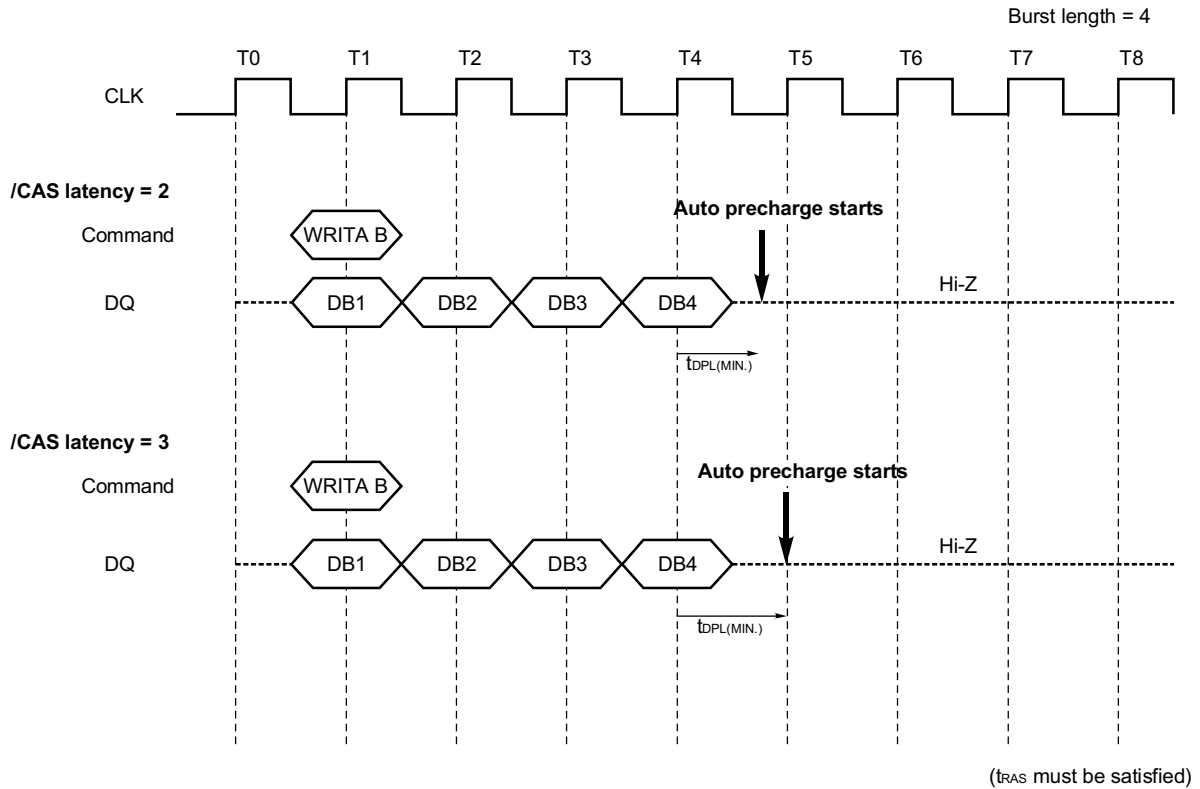 Burst length = 4
T0 T1 T2 T3 T4 T5 T6 T7 T8
CLK
/CAS latency = 2
Auto precharge starts
Command WRITA B
Hi-Z
DQ DB1 DB2 DB3 DB4
tDPL(MIN.)
/CAS latency = 3
Auto precharge starts
Command WRITA B
Hi-Z
DQ DB1 DB2 DB3 DB4
tDPL(MIN.)
(tRAS must be satisfied)